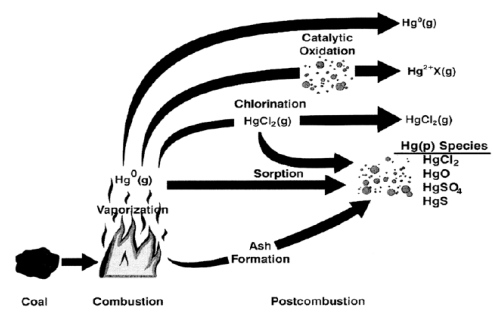 Hg⁰(g)
Catalytic
Oxidation
Hg²⁺X(g)
Chlorination
HgCl₂(g)
HgCl₂(g)
Hg(p) Species
HgCl₂
HgO
HgSO₄
HgS
Hg⁰(g)
Sorption
Vaporization
Ash
Formation
Coal
Combustion
Postcombustion